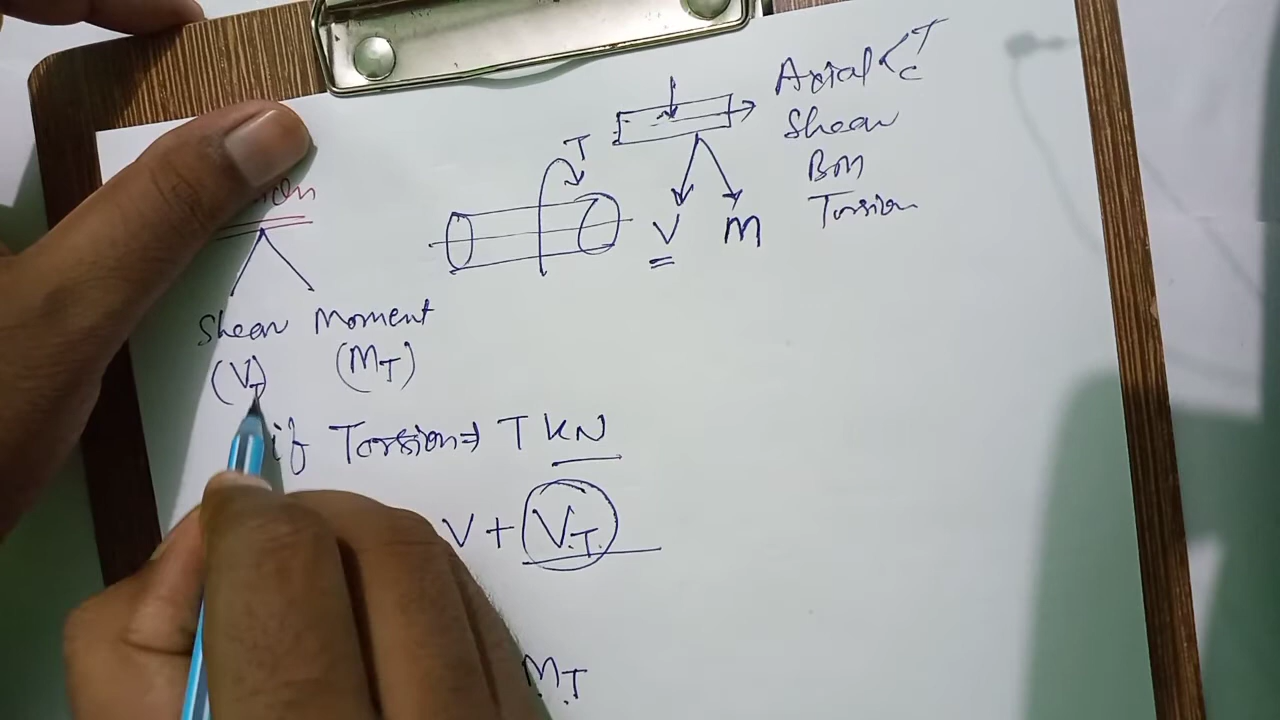 Axial < T
C
Shear
BM
Torsion
T
V M
Shear Moment
(VT) (MT)
if Torsion ⇒ T KN
V + VT
MT